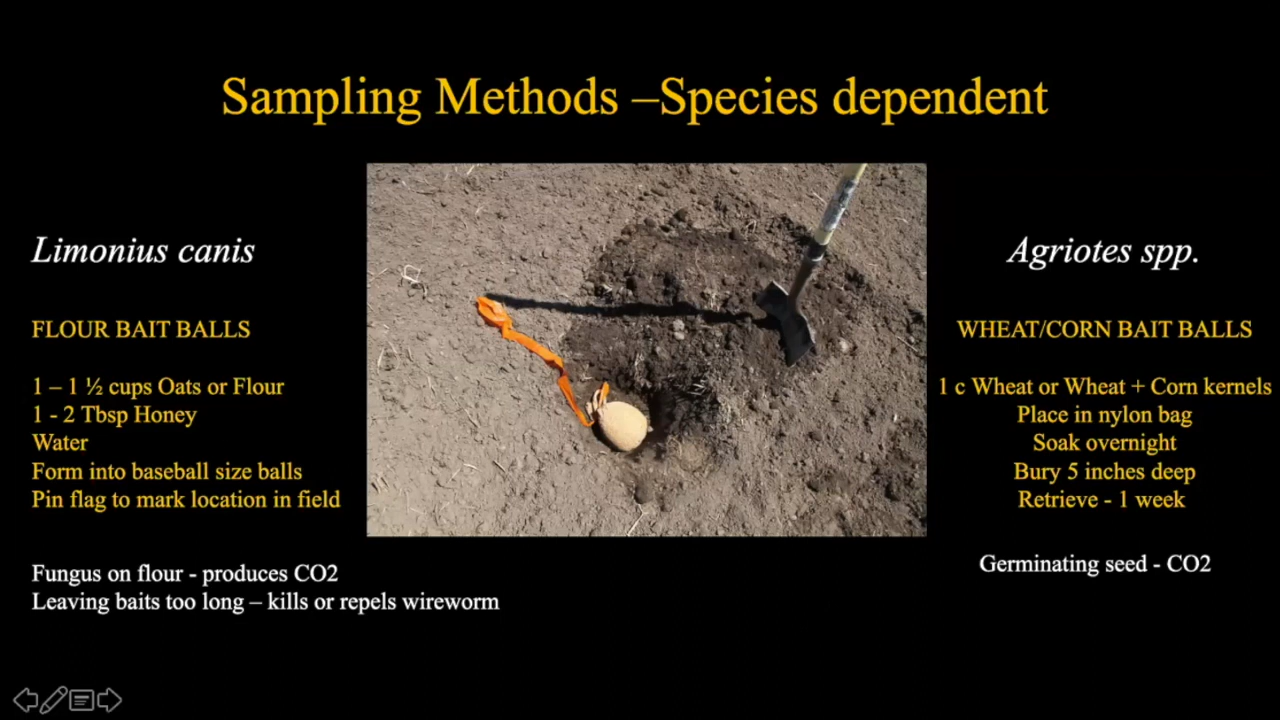 Sampling Methods –Species dependent
Limonius canis
FLOUR BAIT BALLS
1 – 1 ½ cups Oats or Flour
1 - 2 Tbsp Honey
Water
Form into baseball size balls
Pin flag to mark location in field
Fungus on flour - produces CO2
Leaving baits too long – kills or repels wireworm
Agriotes spp.
WHEAT/CORN BAIT BALLS
1 c Wheat or Wheat + Corn kernels
Place in nylon bag
Soak overnight
Bury 5 inches deep
Retrieve - 1 week
Germinating seed - CO2